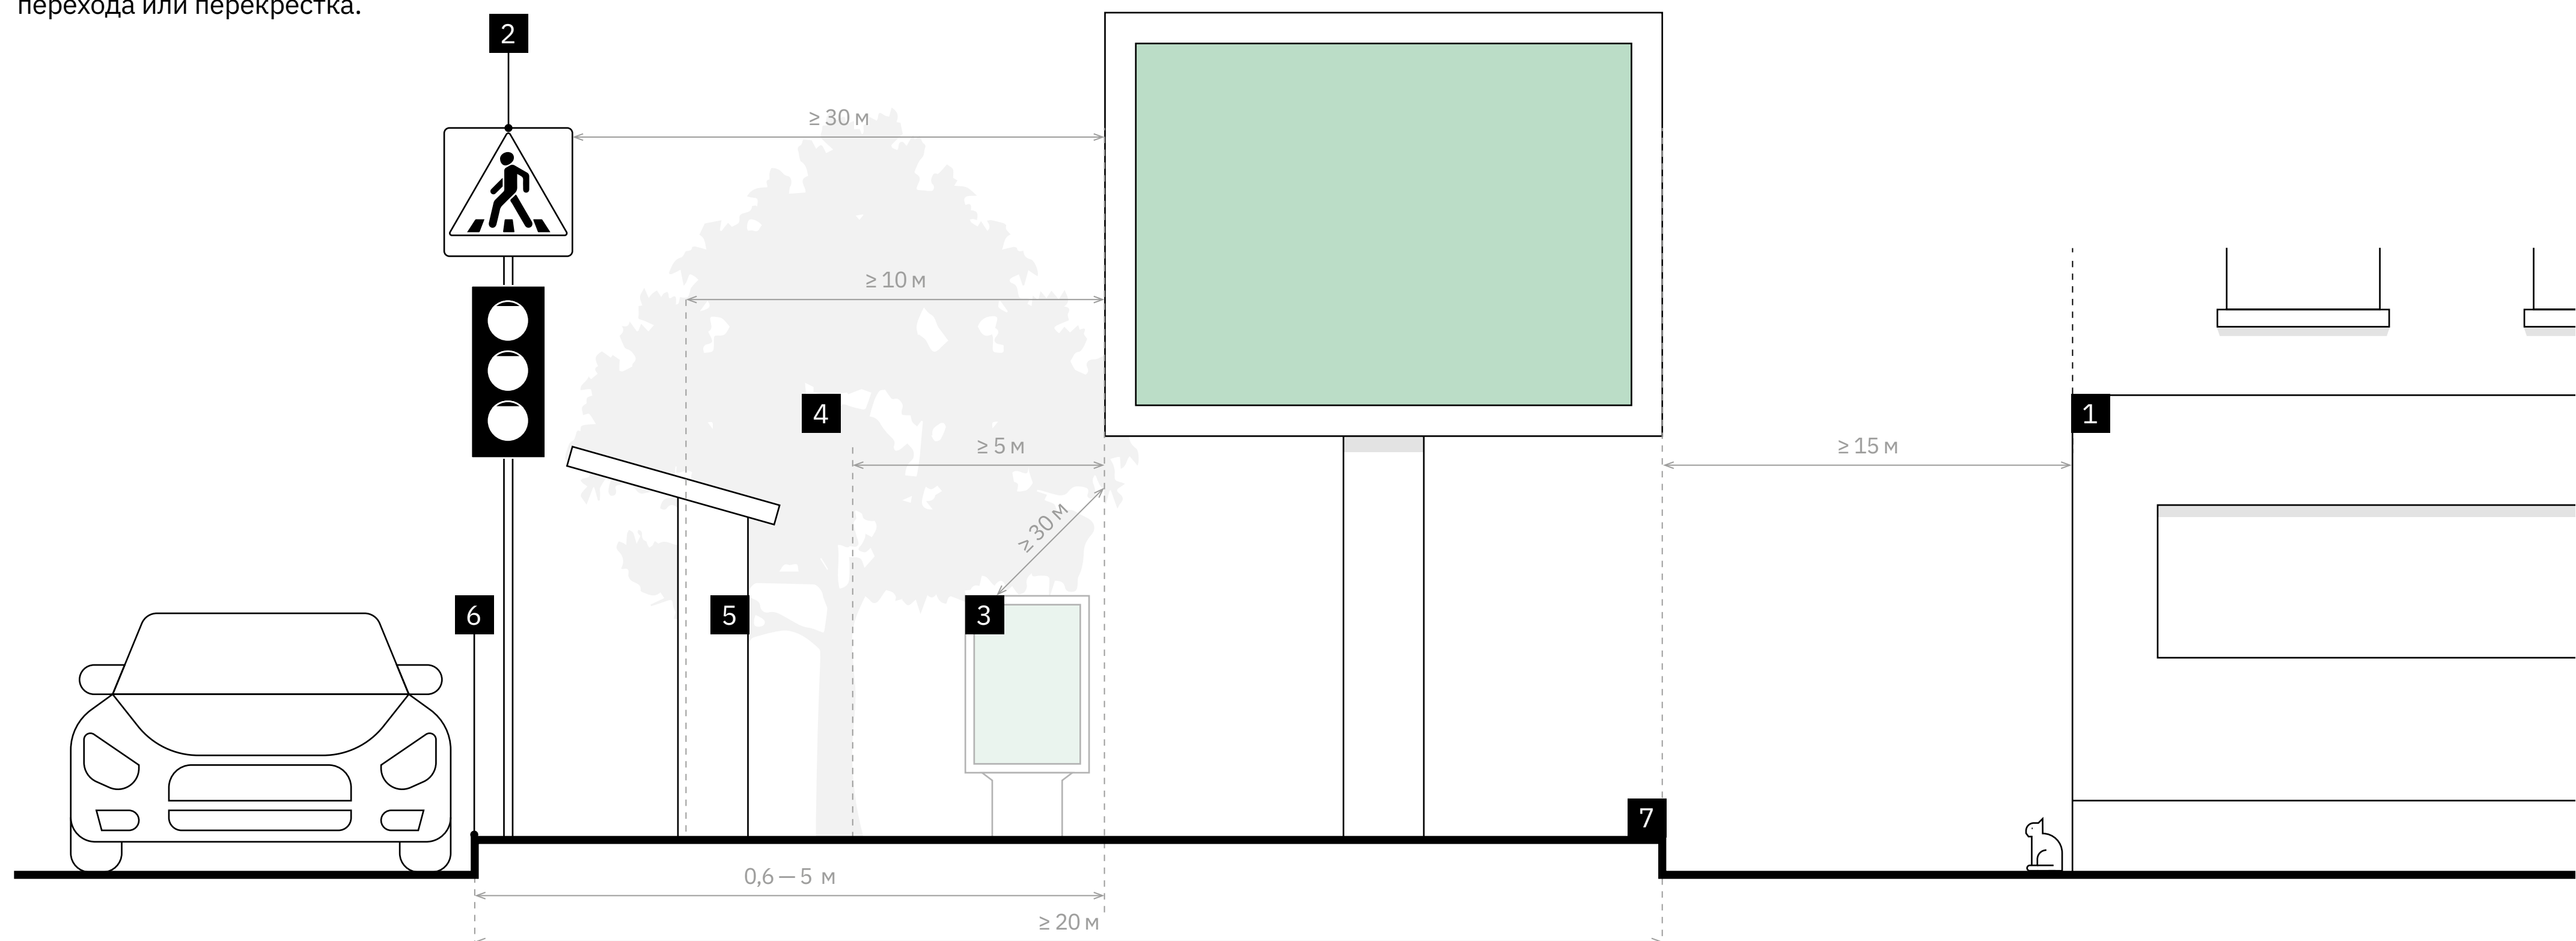 перехода или перекрестка.
2
≥ 30 м
≥ 10 м
4
1
≥ 5 м
≥ 15 м
≥ 30 м
6
5
3
7
0,6 — 5 м
≥ 20 м